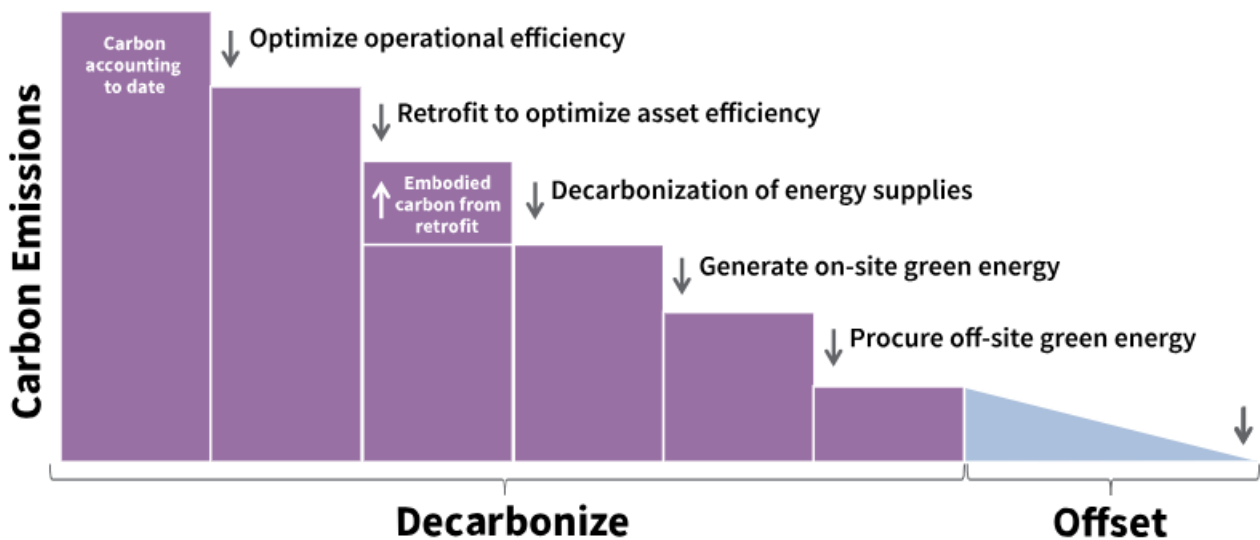 Carbon
accounting
to date
Optimize operational efficiency
Retrofit to optimize asset efficiency
Embodied
carbon from
retrofit
Decarbonization of energy supplies
Generate on-site green energy
Procure off-site green energy
Carbon Emissions
Decarbonize
Offset